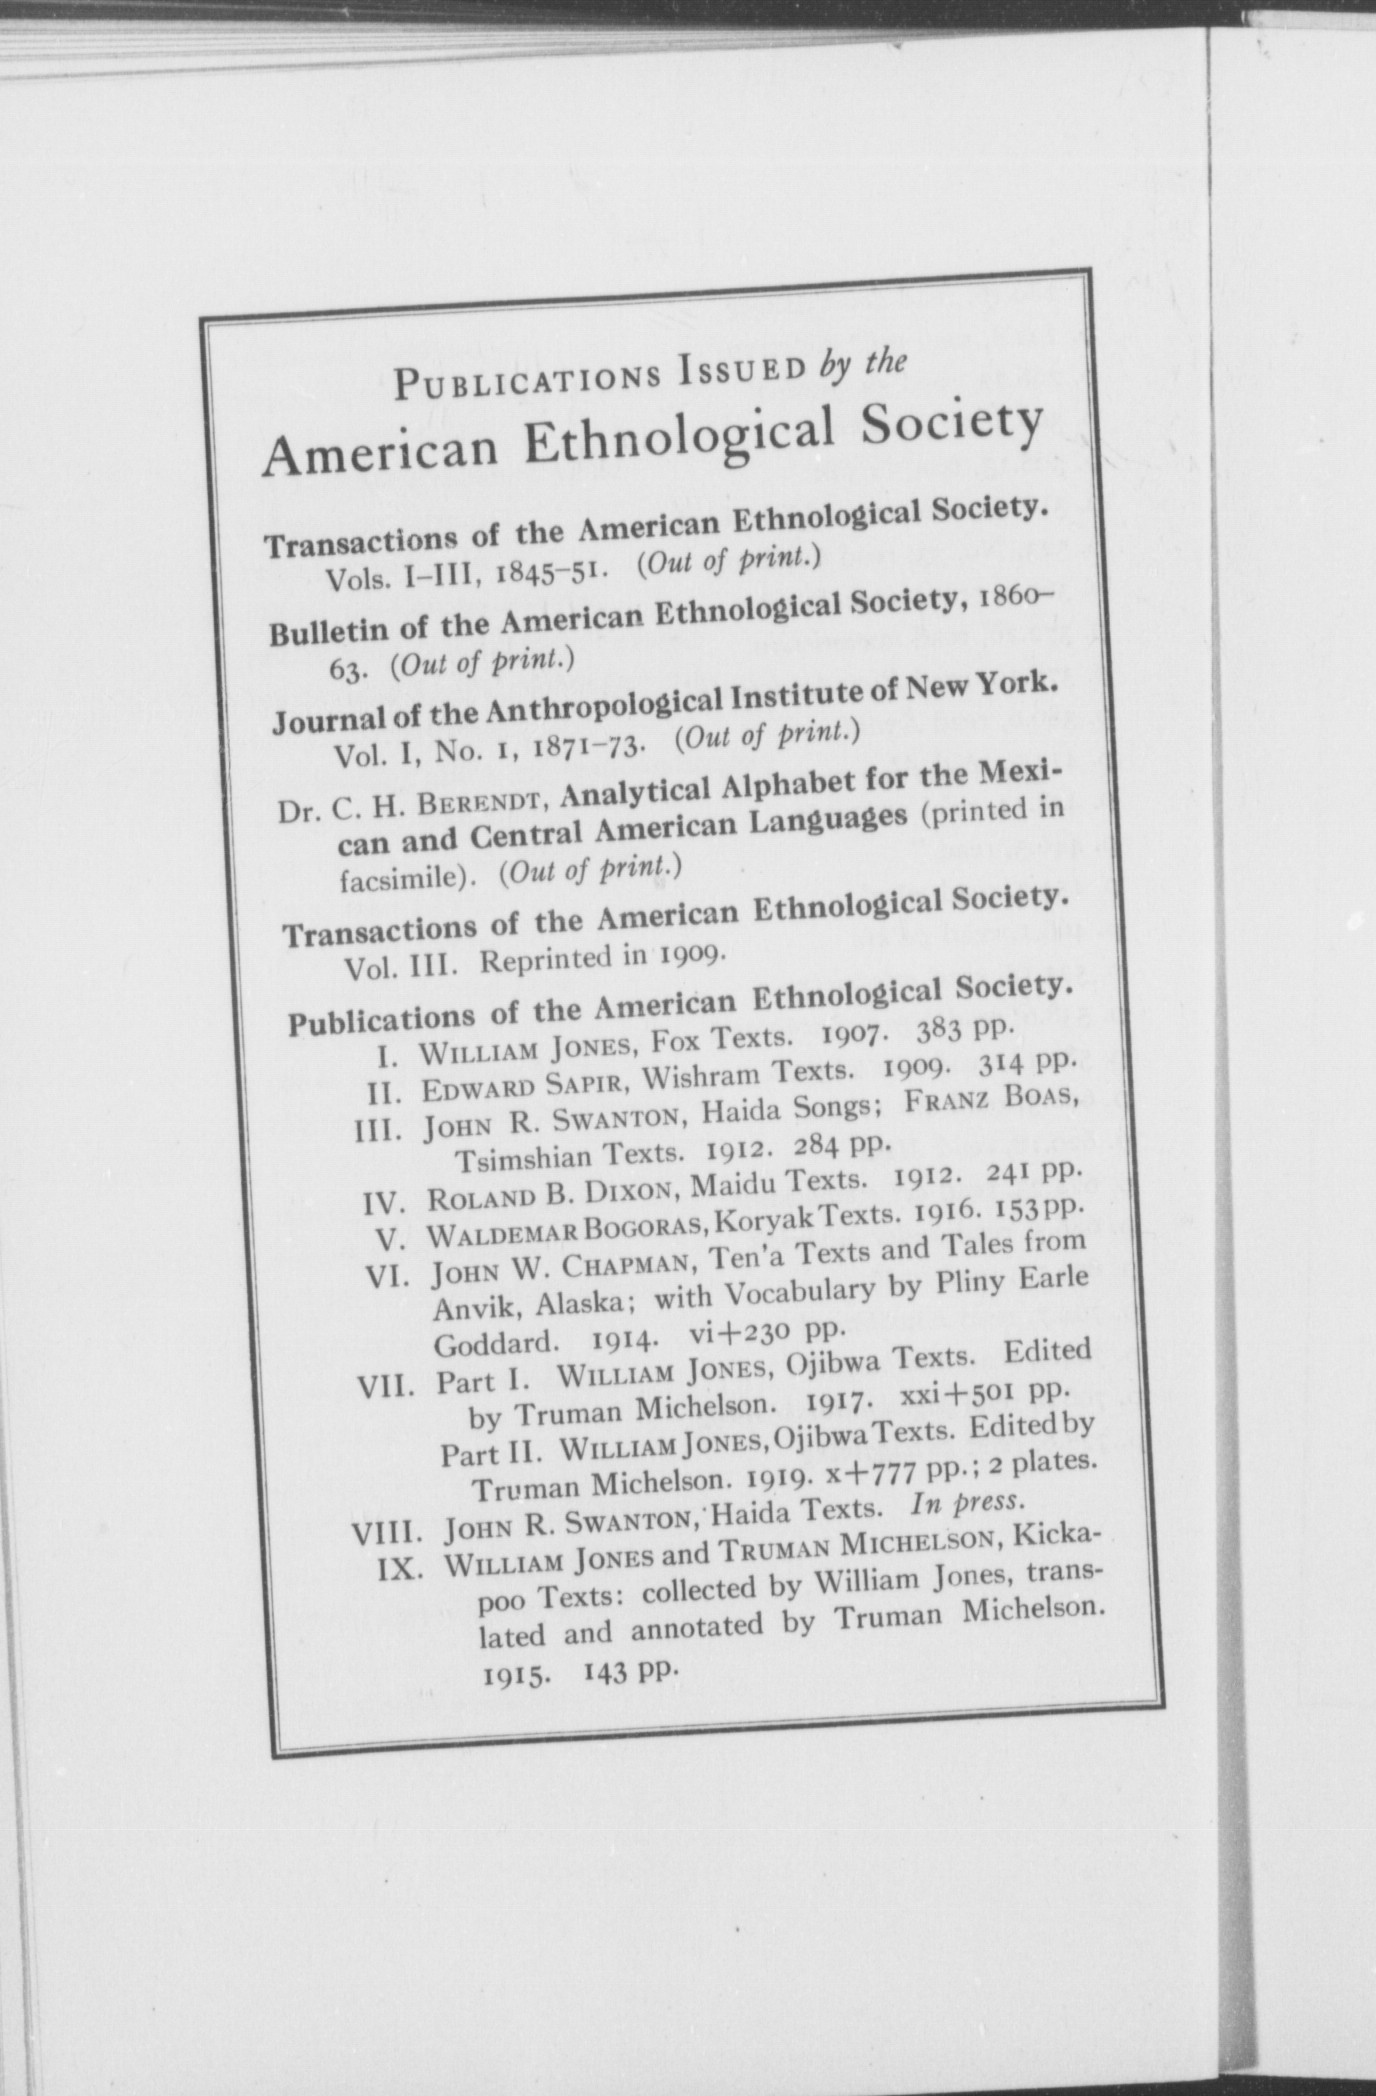 PUBLICATIONS ISSUED by the
American Ethnological Society
Transactions of the American Ethnological Society.
Vols. I–III, 1845–51. (Out of print.)
Bulletin of the American Ethnological Society, 1860–
63. (Out of print.)
Journal of the Anthropological Institute of New York.
Vol. I, No. 1, 1871–73. (Out of print.)
Dr. C. H. BERENDT, Analytical Alphabet for the Mexi-
can and Central American Languages (printed in
facsimile). (Out of print.)
Transactions of the American Ethnological Society.
Vol. III. Reprinted in 1909.
Publications of the American Ethnological Society.
I. WILLIAM JONES, Fox Texts. 1907. 383 pp.
II. EDWARD SAPIR, Wishram Texts. 1909. 314 pp.
III. JOHN R. SWANTON, Haida Songs; FRANZ BOAS,
Tsimshian Texts. 1912. 284 pp.
IV. ROLAND B. DIXON, Maidu Texts. 1912. 241 pp.
V. WALDEMAR BOGORAS, Koryak Texts. 1916. 153 pp.
VI. JOHN W. CHAPMAN, Ten'a Texts and Tales from
Anvik, Alaska; with Vocabulary by Pliny Earle
Goddard. 1914. vi+230 pp.
VII. Part I. WILLIAM JONES, Ojibwa Texts. Edited
by Truman Michelson. 1917. xxi+501 pp.
Part II. WILLIAM JONES, Ojibwa Texts. Edited by
Truman Michelson. 1919. x+777 pp.; 2 plates.
VIII. JOHN R. SWANTON, Haida Texts. In press.
IX. WILLIAM JONES and TRUMAN MICHELSON, Kicka-
poo Texts: collected by William Jones, trans-
lated and annotated by Truman Michelson.
1915. 143 pp.